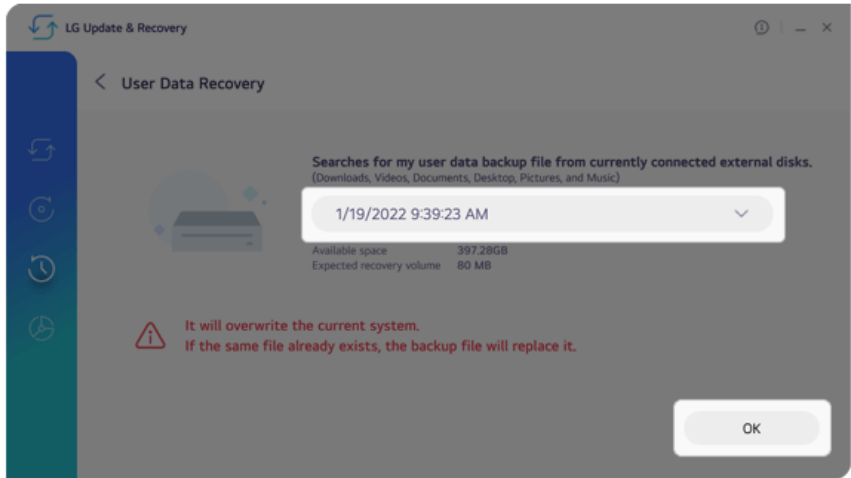 LG Update & Recovery
User Data Recovery
Searches for my user data backup file from currently connected external disks.
(Downloads, Videos, Documents, Desktop, Pictures, and Music)
1/19/2022 9:39:23 AM
Available space 397.28GB
Expected recovery volume 80 MB
It will overwrite the current system.
If the same file already exists, the backup file will replace it.
OK